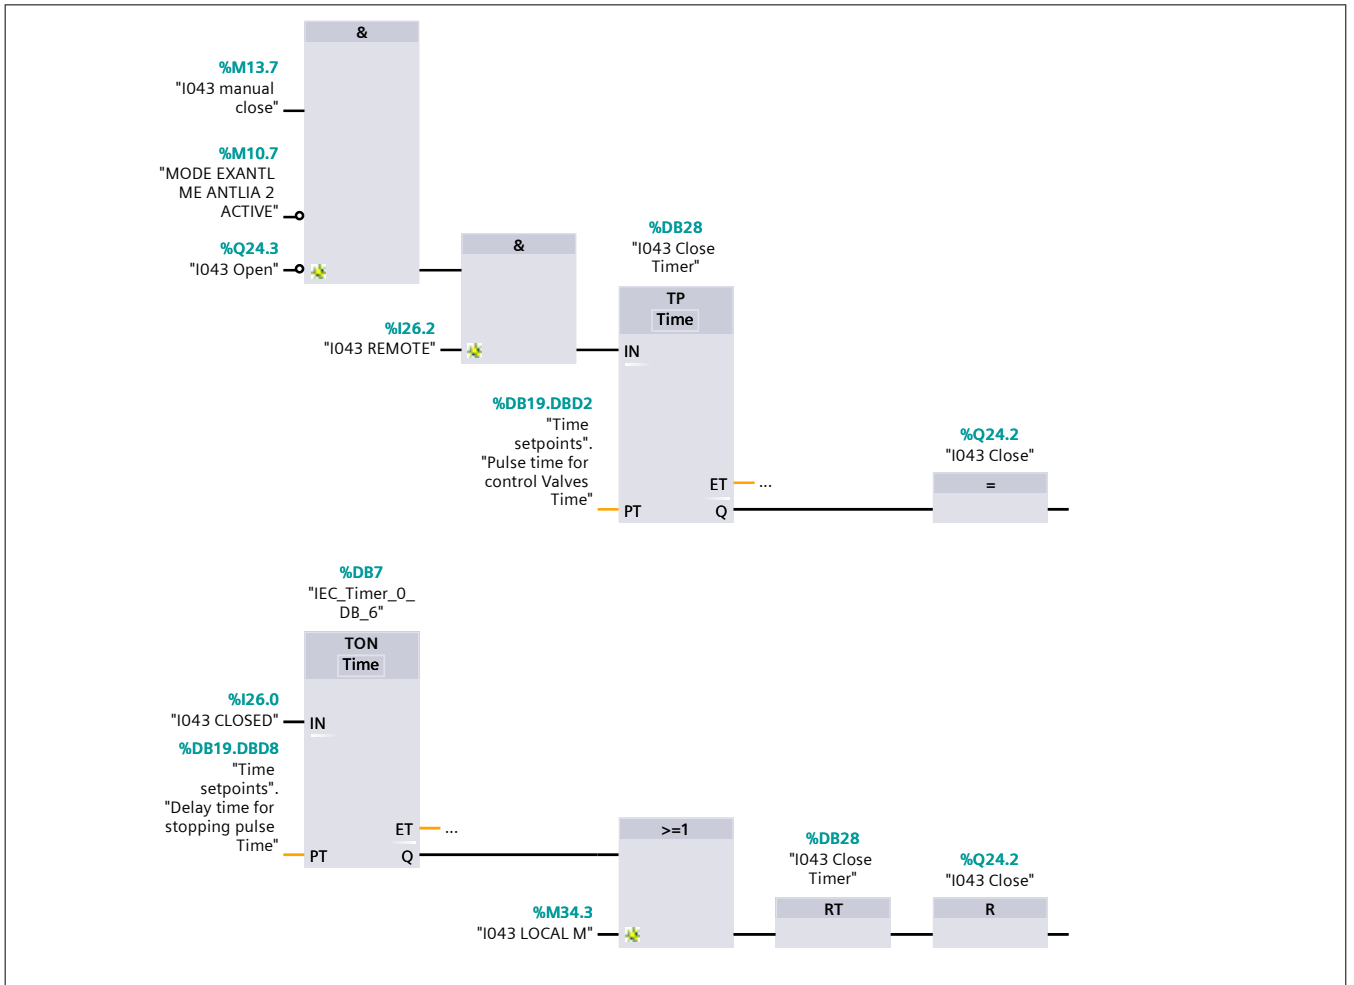 &
%M13.7
"I043 manual
close"
%M10.7
"MODE EXANTL
ME ANTLIA 2
ACTIVE"
%Q24.3
"I043 Open"
&
%I26.2
"I043 REMOTE"
%DB28
"I043 Close
Timer"
TP
Time
IN
%DB19.DBD2
"Time
setpoints".
"Pulse time for
control Valves
Time"
PT
ET
...
Q
%Q24.2
"I043 Close"
=
%DB7
"IEC_Timer_0_
DB_6"
TON
Time
%I26.0
"I043 CLOSED"
IN
%DB19.DBD8
"Time
setpoints".
"Delay time for
stopping pulse
Time"
PT
ET
...
Q
>=1
%M34.3
"I043 LOCAL M"
%DB28
"I043 Close
Timer"
RT
%Q24.2
"I043 Close"
R